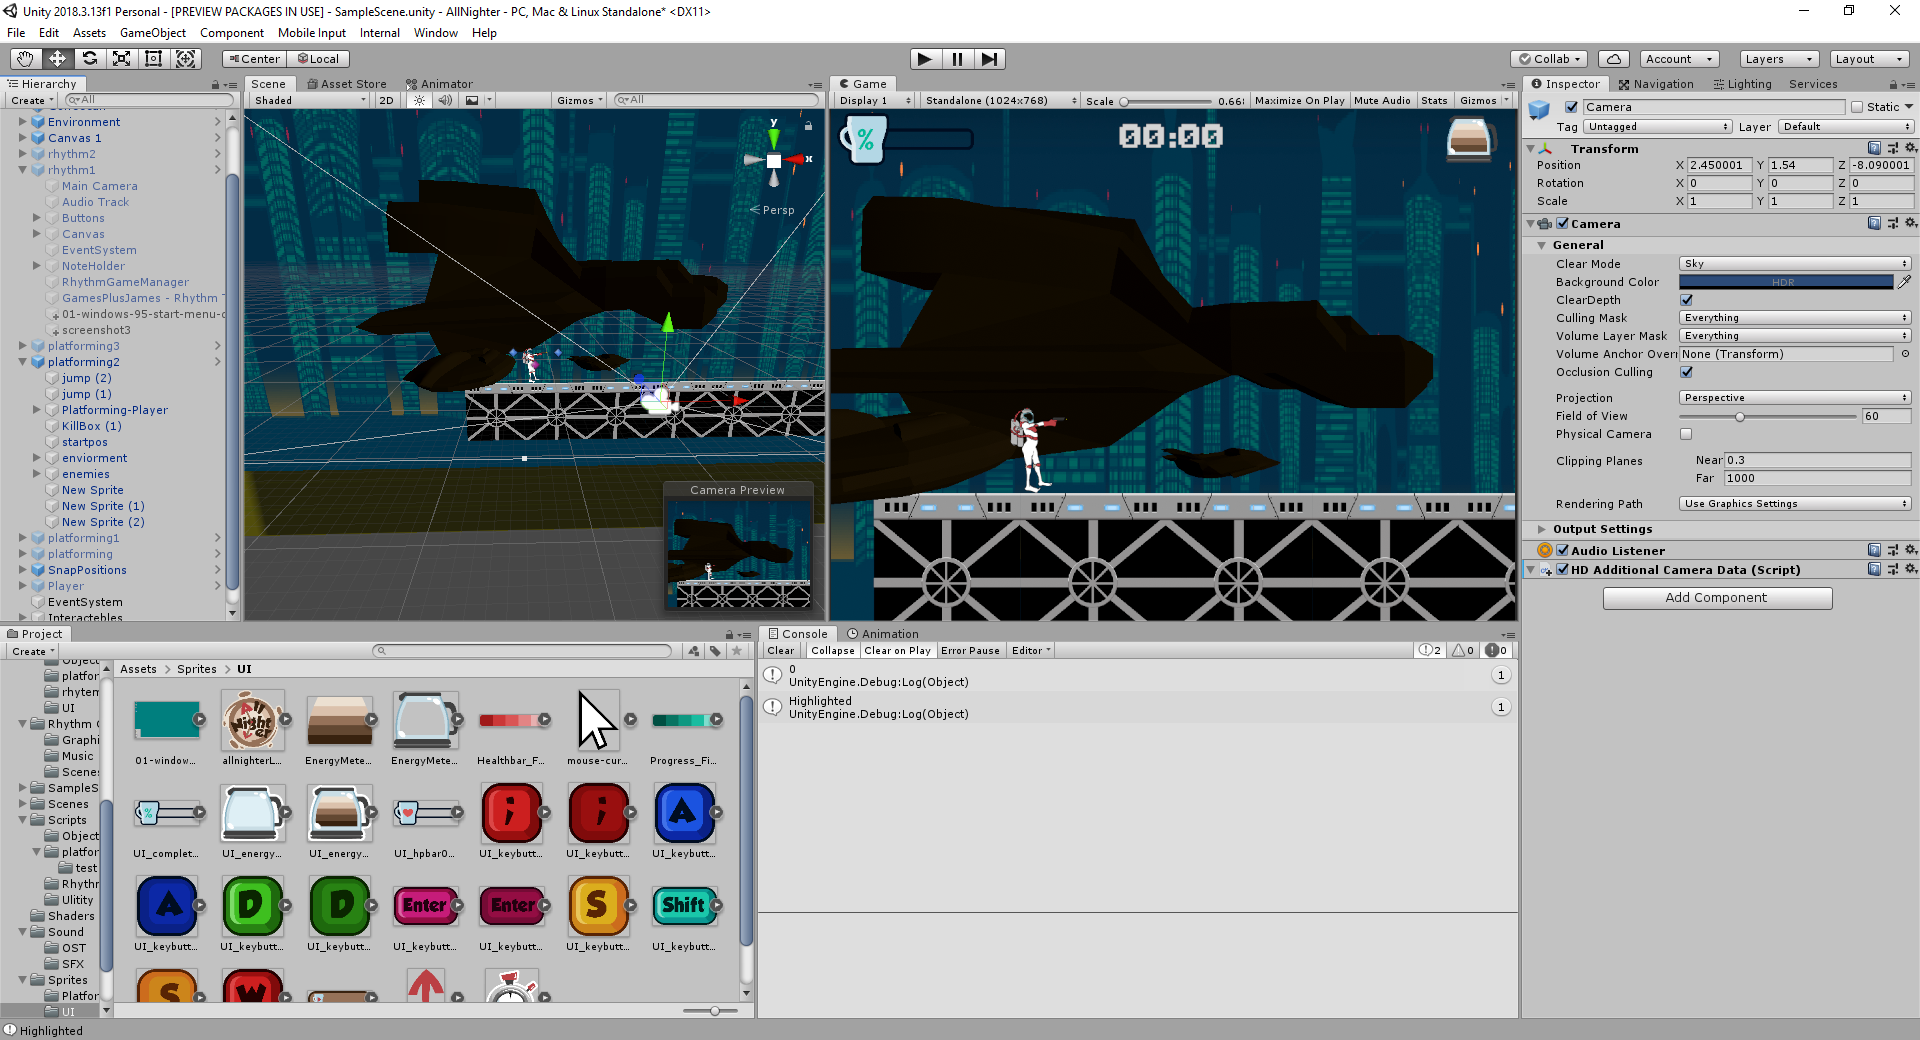 Unity 2018.3.13f1 Personal - [PREVIEW PACKAGES IN USE] - SampleScene.unity - AllNighter - PC, Mac & Linux Standalone* <DX11>
File Edit Assets GameObject Component Mobile Input Internal Window Help
Center Local Collab Account Layers Layout
Hierarchy
Create All
Environment
Canvas 1
rhythm2
rhythm1
Main Camera
Audio Track
Buttons
Canvas
EventSystem
NoteHolder
RhythmGameManager
GamesPlusJames - Rhythm
01-windows-95-start-menu-
screenshot3
platforming3
platforming2
jump (2)
jump (1)
Platforming-Player
KillBox (1)
startpos
enviorment
enemies
New Sprite
New Sprite (1)
New Sprite (2)
platforming1
platforming
SnapPositions
Player
EventSystem
Interactebles
Scene Asset Store Animator
Shaded 2D Gizmos All
y
x
Persp
Camera Preview
Game
Display 1 Standalone (1024x768) Scale 0.66 Maximize On Play Mute Audio Stats Gizmos
% 00:00
Inspector Navigation Lighting Services
Camera Static
Tag Untagged Layer Default
Transform
Position X 2.450001 Y 1.54 Z -8.090001
Rotation X 0 Y 0 Z 0
Scale X 1 Y 1 Z 1
Camera
General
Clear Mode Sky
Background Color HDR
ClearDepth
Culling Mask Everything
Volume Layer Mask Everything
Volume Anchor Overr None (Transform)
Occlusion Culling
Projection Perspective
Field of View 60
Physical Camera
Clipping Planes Near 0.3
Far 1000
Rendering Path Use Graphics Settings
Output Settings
Audio Listener
HD Additional Camera Data (Script)
Add Component
Project
Create
Object
platfor
rhytem
UI
Rhythm
Graphi
Music
Scenes
SampleS
Scenes
Scripts
Object
platfor
test
Rhythm
Ulitity
Shaders
Sound
OST
SFX
Sprites
Platfor
UI
Assets > Sprites > UI
All Nighter
01-window... allnighterL... EnergyMete... EnergyMete... Healthbar_F... mouse-cur... Progress_Fi...
% ; ; A
UI_complet... UI_energy... UI_energy... UI_hpbar0... UI_keybutt... UI_keybutt... UI_keybutt...
A D D Enter Enter S Shift
UI_keybutt... UI_keybutt... UI_keybutt... UI_keybutt... UI_keybutt... UI_keybutt... UI_keybutt...
S W
Console Animation
Clear Collapse Clear on Play Error Pause Editor 2 0 0
0
UnityEngine.Debug:Log(Object) 1
Highlighted
UnityEngine.Debug:Log(Object) 1
Highlighted